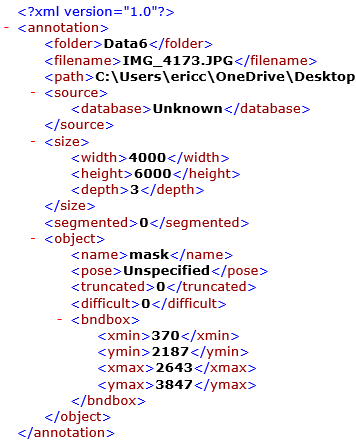 <?xml version="1.0"?>
- <annotation>
<folder>Data6</folder>
<filename>IMG_4173.JPG</filename>
<path>C:\Users\ericc\OneDrive\Desktop
- <source>
<database>Unknown</database>
</source>
- <size>
<width>4000</width>
<height>6000</height>
<depth>3</depth>
</size>
<segmented>0</segmented>
- <object>
<name>mask</name>
<pose>Unspecified</pose>
<truncated>0</truncated>
<difficult>0</difficult>
- <bndbox>
<xmin>370</xmin>
<ymin>2187</ymin>
<xmax>2643</xmax>
<ymax>3847</ymax>
</bndbox>
</object>
</annotation>